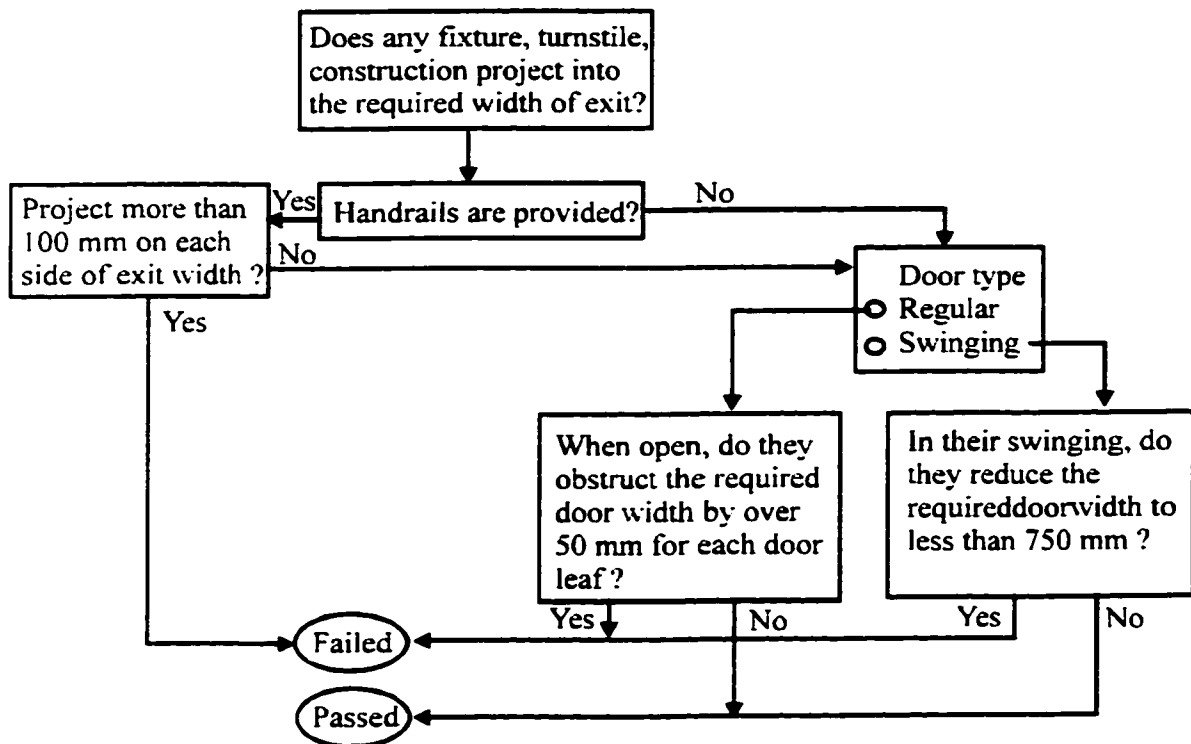 Does any fixture, turnstile,
construction project into
the required width of exit?
Project more than
100 mm on each
side of exit width ?
Yes
Handrails are provided?
No
No
Yes
Door type
Regular
Swinging
When open, do they
obstruct the required
door width by over
50 mm for each door
leaf ?
In their swinging, do
they reduce the
requireddoorwidth to
less than 750 mm ?
Yes
No
Yes
No
Failed
Passed